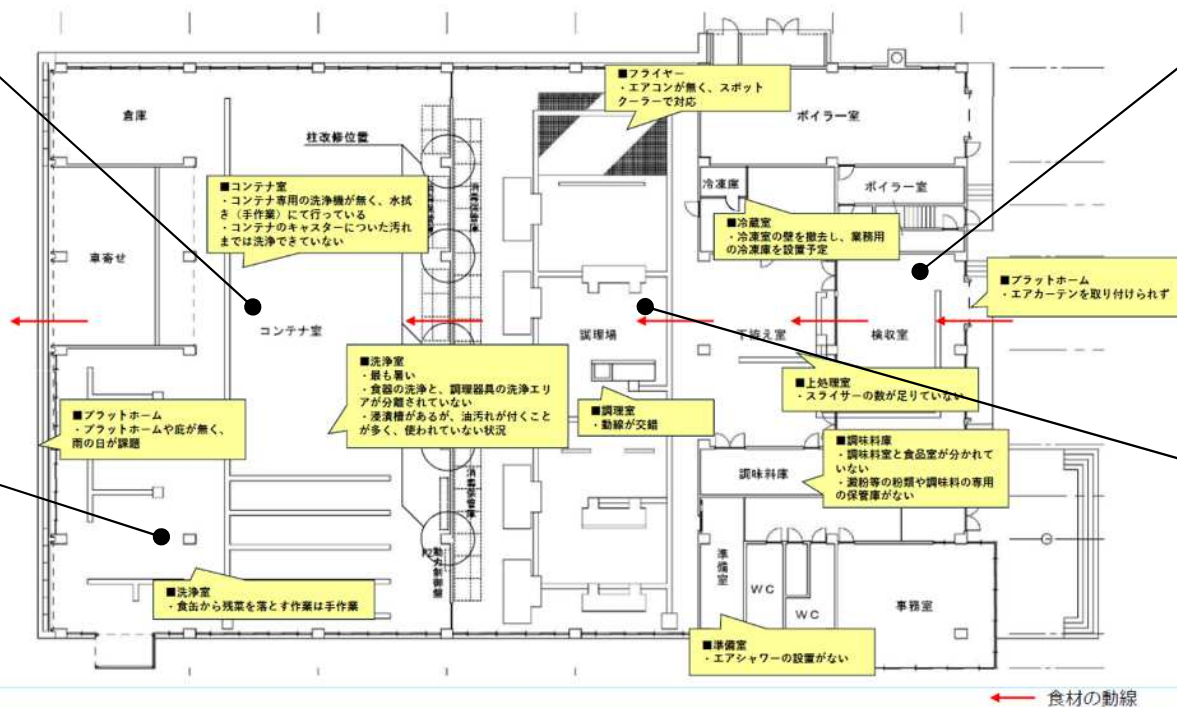 ■フライヤー
・エアコンが無く、スポット
クーラーで対応
倉庫
ボイラー室
柱改修位置
冷凍庫
ボイラー室
■コンテナ室
・コンテナ専用の洗浄機が無く、水拭
き（手作業）にて行っている
・コンテナのキャスターについた汚れ
までは洗浄できていない
■冷蔵室
・冷凍室の壁を撤去し、業務用
の冷凍庫を設置予定
車寄せ
■プラットホーム
・エアカーテンを取り付けられず
コンテナ室
調理場
下拵え室
検収室
■洗浄室
・最も暑い
・食器の洗浄と、調理器具の洗浄エリ
アが分離されていない
・浸漬槽があるが、油汚れが付くこと
が多く、使われていない状況
■上処理室
・スライサーの数が足りていない
■調理室
・動線が交錯
■プラットホーム
・プラットホームや庇が無く、
雨の日が課題
■調味料庫
・調味料室と食品室が分かれて
いない
・澱粉等の粉類や調味料の専用
の保管庫がない
調味料庫
消毒保管庫
動力制御盤
準備室
WC
WC
事務室
■洗浄室
・食缶から残菜を落とす作業は手作業
■準備室
・エアシャワーの設置がない
食材の動線